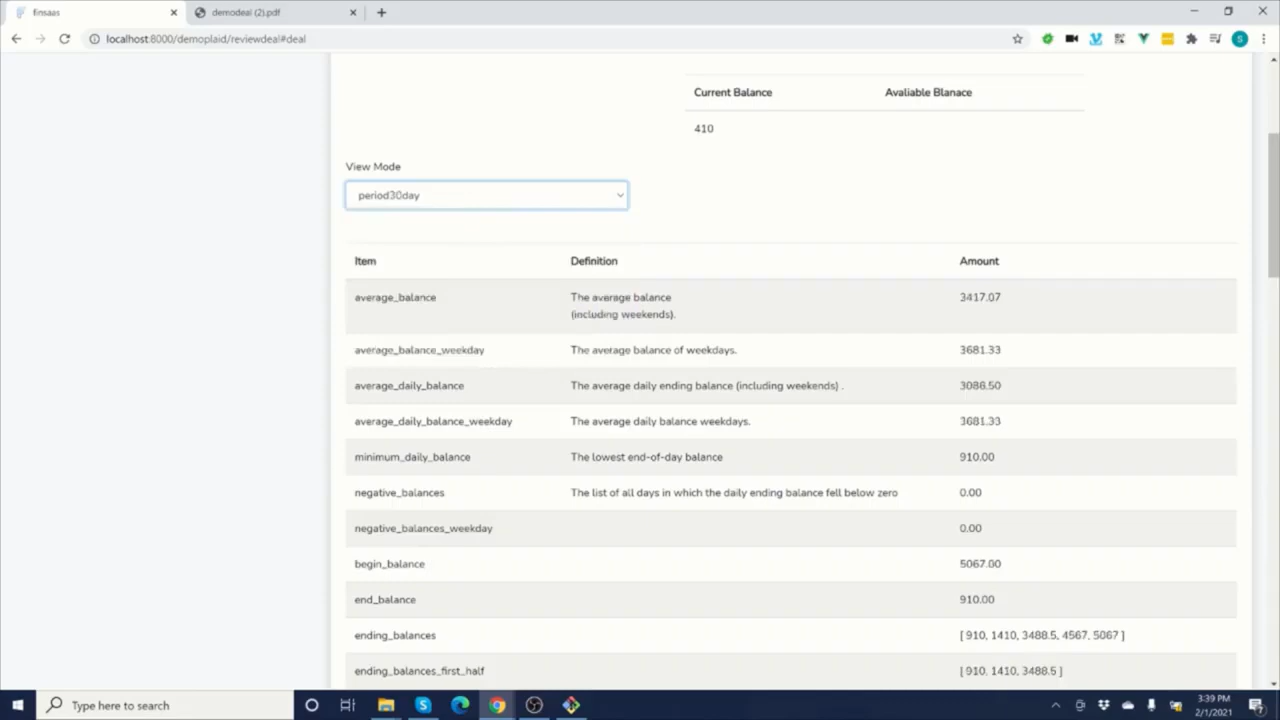 finsaas
demodeal (2).pdf
localhost:8000/demoplaid/reviewdeal#deal
S
Current Balance Avaliable Blanace
410
View Mode
period30day
Item Definition Amount
average_balance The average balance 3417.07
(including weekends).
average_balance_weekday The average balance of weekdays. 3681.33
average_daily_balance The average daily ending balance (including weekends) . 3088.50
average_daily_balance_weekday The average daily balance weekdays. 3681.33
minimum_daily_balance The lowest end-of-day balance 910.00
negative_balances The list of all days in which the daily ending balance fell below zero 0.00
negative_balances_weekday 0.00
begin_balance 5067.00
end_balance 910.00
ending_balances [ 910, 1410, 3488.5, 4567, 5067 ]
ending_balances_first_half [ 910, 1410, 3488.5 ]
Type here to search
3:39 PM
2/1/2021